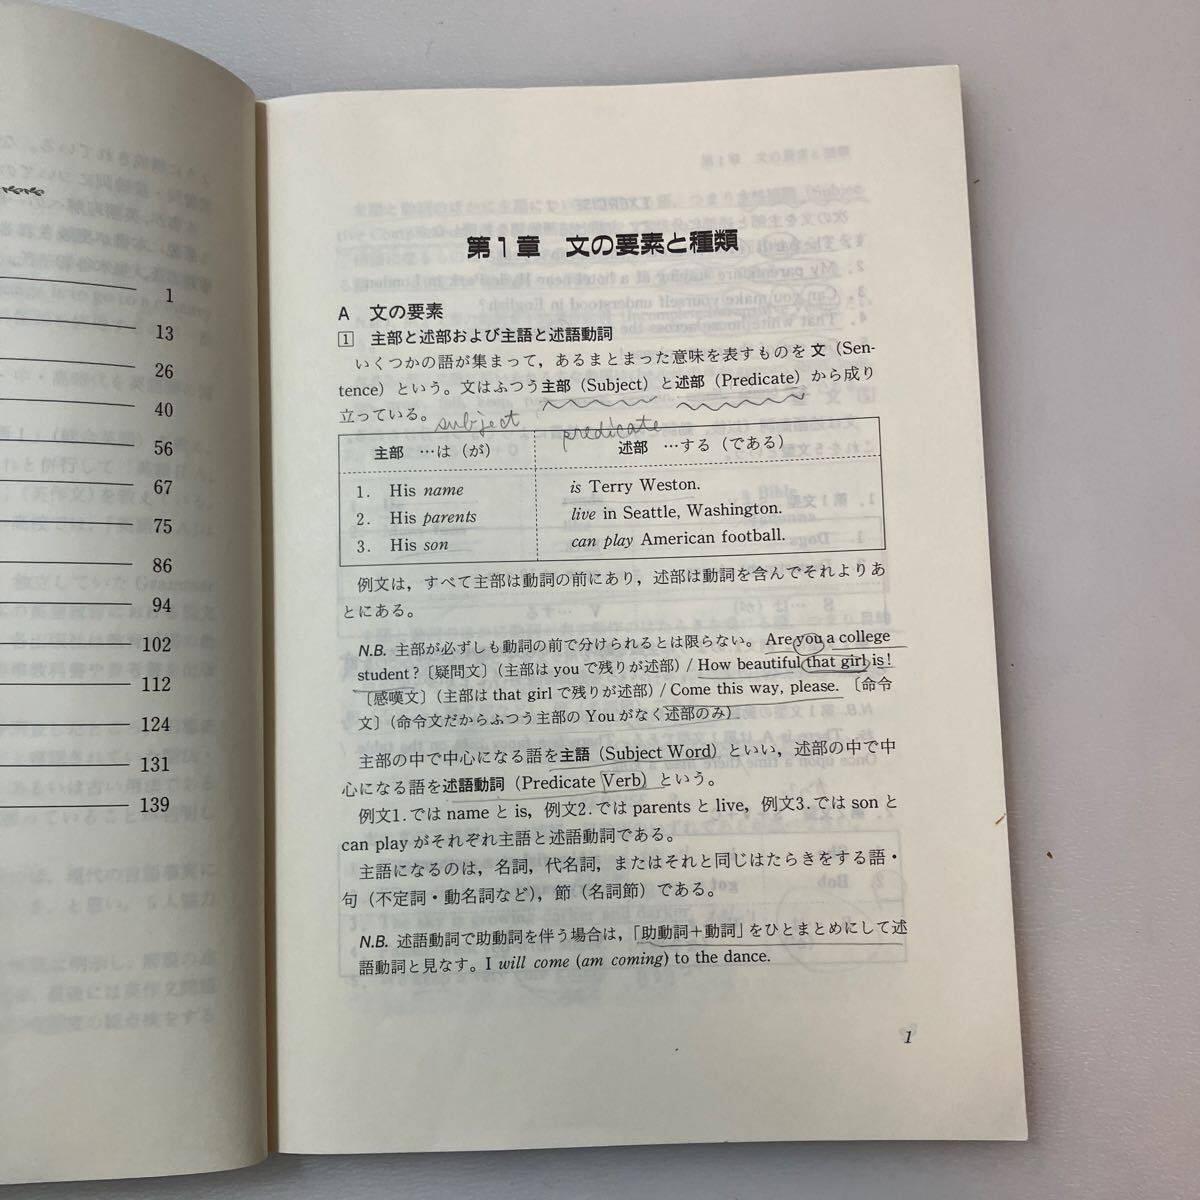 1
13
26
40
56
67
75
86
94
102
112
124
131
139
第1章 文の要素と種類
A 文の要素
1 主部と述部および主語と述語動詞
いくつかの語が集まって，あるまとまった意味を表すものを文（Sen-
tence）という。文はふつう主部（Subject）と述部（Predicate）から成り
立っている。
subject
predicate
主部 …は（が） 述部 …する（である）
1. His name is Terry Weston.
2. His parents live in Seattle, Washington.
3. His son can play American football.
例文は，すべて主部は動詞の前にあり，述部は動詞を含んでそれよりあ
とにある。
N.B. 主部が必ずしも動詞の前で分けられるとは限らない。Are you a college
student?〔疑問文〕（主部は you で残りが述部）/ How beautiful that girl is!
〔感嘆文〕（主部は that girl で残りが述部）/ Come this way, please. 〔命令
文〕（命令文だからふつう主部の You がなく述部のみ）
主部の中で中心になる語を主語（Subject Word）といい，述部の中で中
心になる語を述語動詞（Predicate Verb）という。
例文1. では name と is，例文2. では parents と live，例文3. では son と
can play がそれぞれ主語と述語動詞である。
主語になるのは，名詞，代名詞，またはそれと同じはたらきをする語・
句（不定詞・動名詞など），節（名詞節）である。
N.B. 述語動詞で助動詞を伴う場合は，「助動詞＋動詞」をひとまとめにして述
語動詞と見なす。I will come (am coming) to the dance.
1